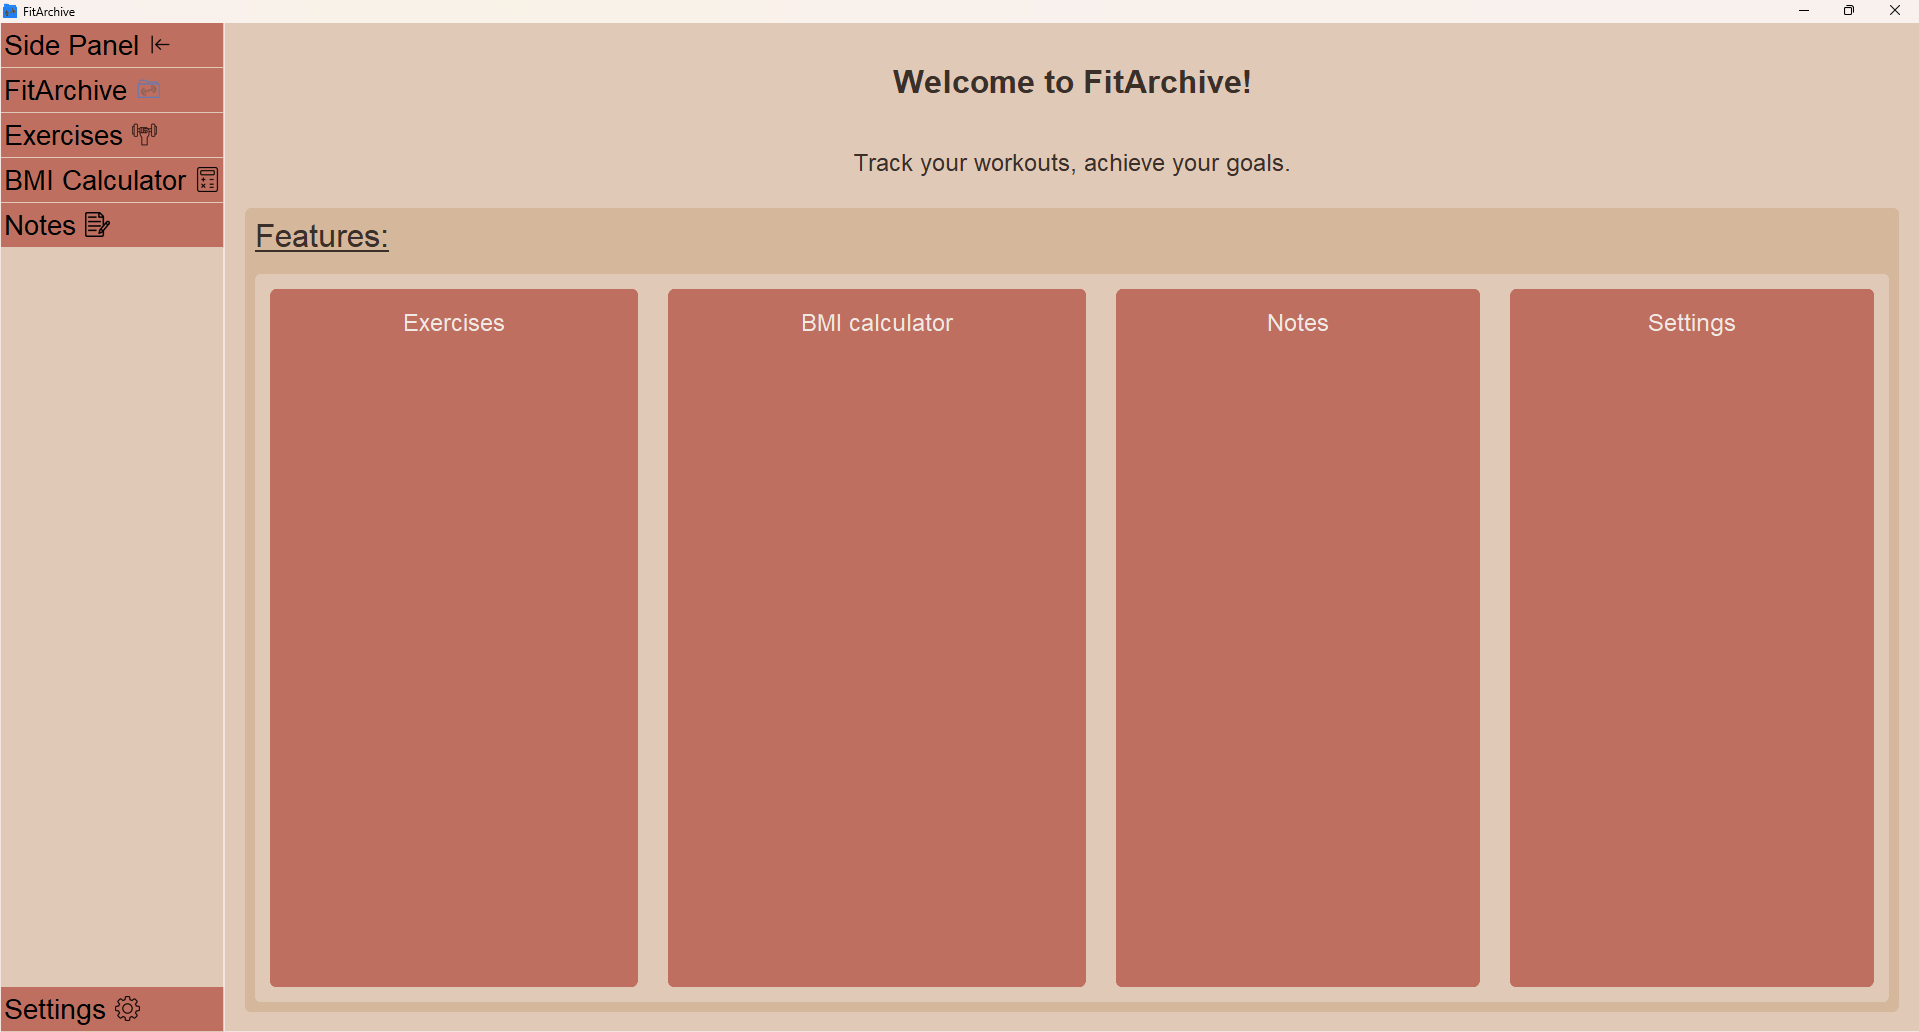 FitArchive
Side Panel
FitArchive
Exercises
BMI Calculator
Notes
Settings
Welcome to FitArchive!
Track your workouts, achieve your goals.
Features:
Exercises
BMI calculator
Notes
Settings